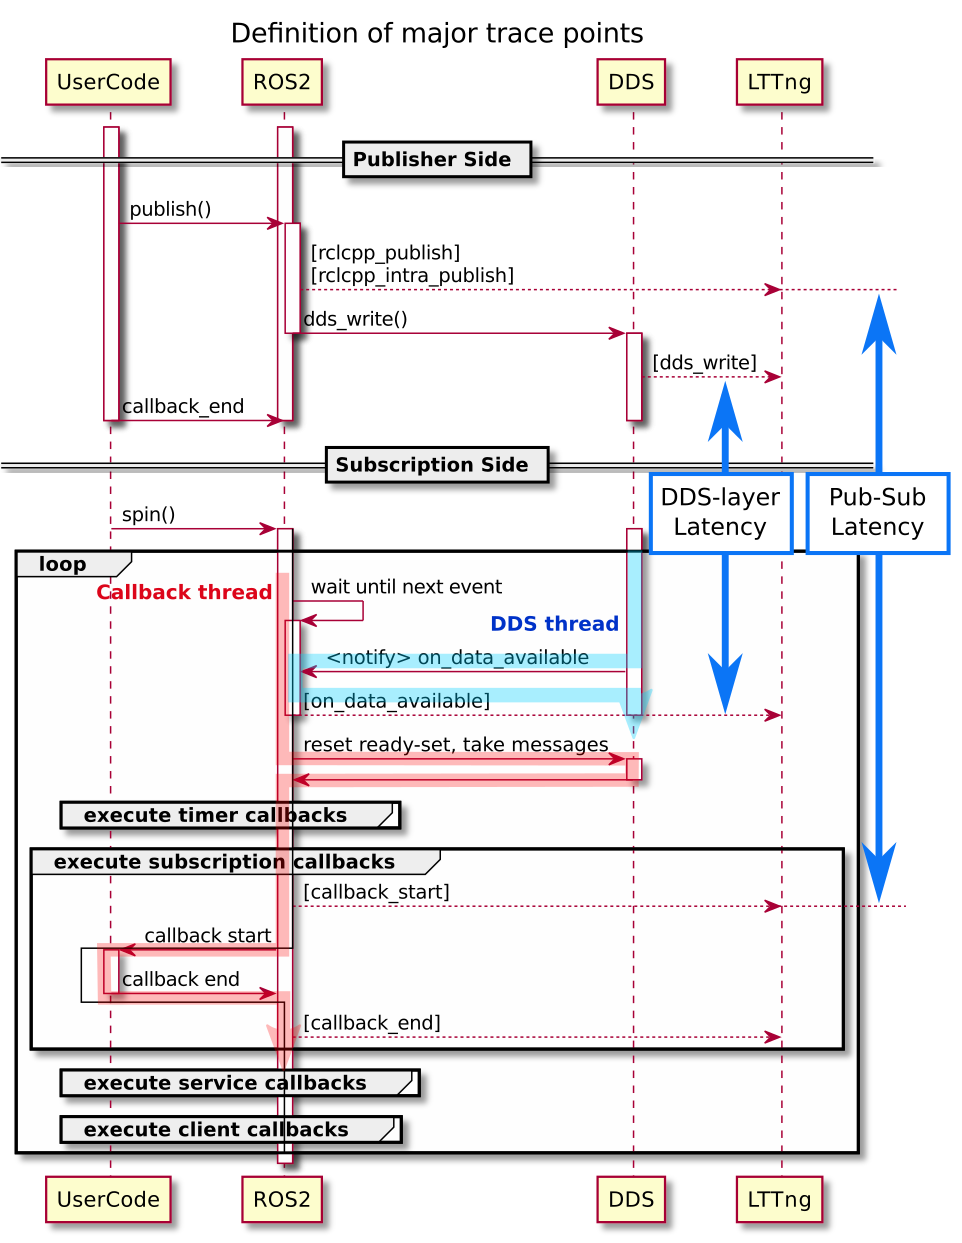 Definition of major trace points
UserCode
ROS2
DDS
LTTng
Publisher Side
publish()
[rclcpp_publish]
[rclcpp_intra_publish]
dds_write()
[dds_write]
callback_end
Subscription Side
DDS-layer
Latency
Pub-Sub
Latency
spin()
loop
Callback thread
wait until next event
DDS thread
<notify> on_data_available
[on_data_available]
reset ready-set, take messages
execute timer callbacks
execute subscription callbacks
[callback_start]
callback start
callback end
[callback_end]
execute service callbacks
execute client callbacks
UserCode
ROS2
DDS
LTTng